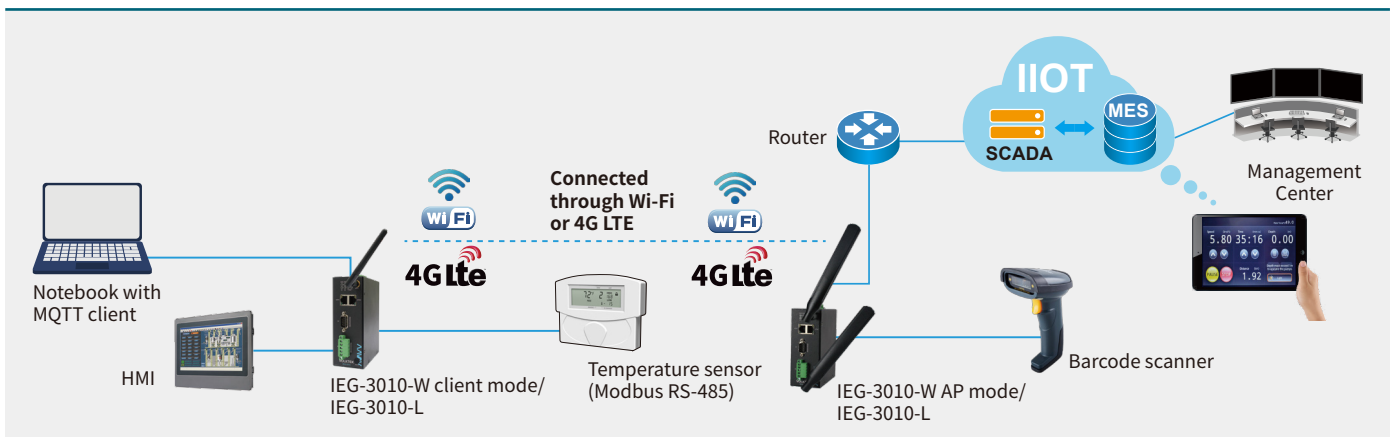 IIOT
MES
SCADA
Router
Management
Center
Connected
through Wi-Fi
or 4G LTE
Wi Fi
Wi Fi
4G Lte
4G Lte
5.80 35:16 0.00
1.92
Notebook with
MQTT client
HMI
IEG-3010-W client mode/
IEG-3010-L
Temperature sensor
(Modbus RS-485)
IEG-3010-W AP mode/
IEG-3010-L
Barcode scanner